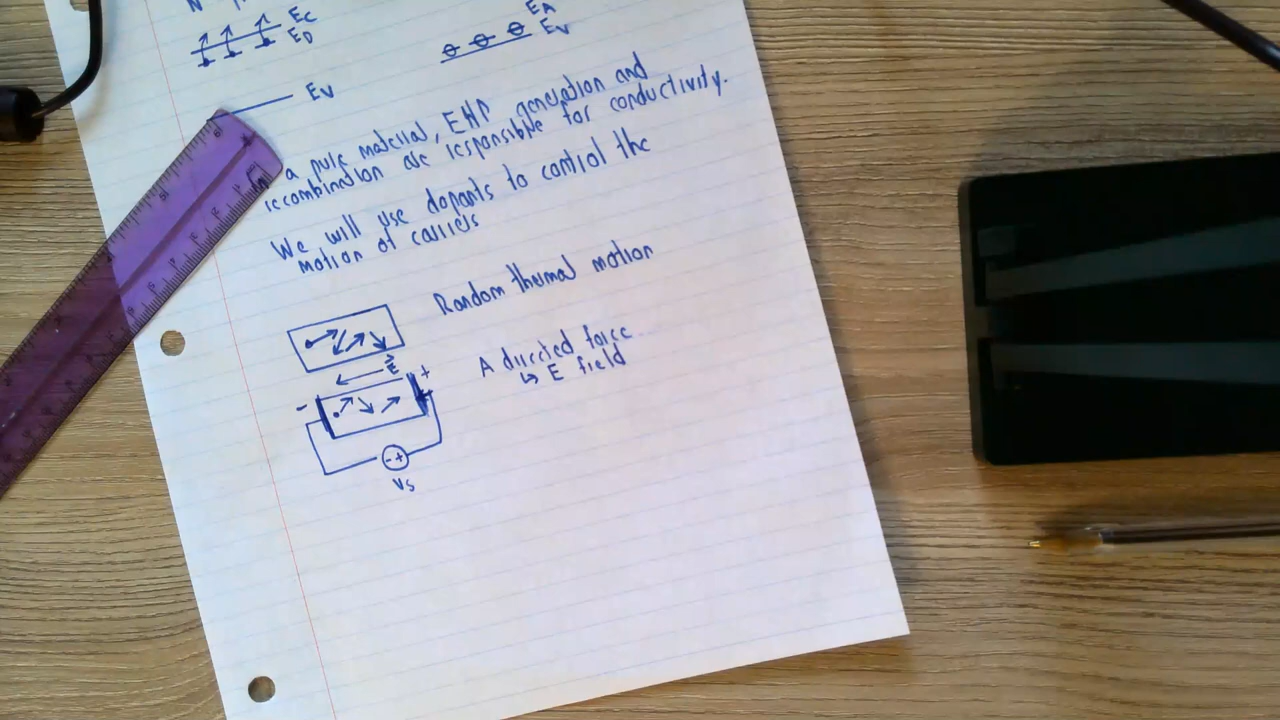 N
EC
ED
EA
EV
EV
a pure material, EHP generation and
recombination are responsible for conductivity.
We will use dopants to control the
motion of carriers
Random thermal motion
E
+
A directed force
↳ E field
-
- +
Vs